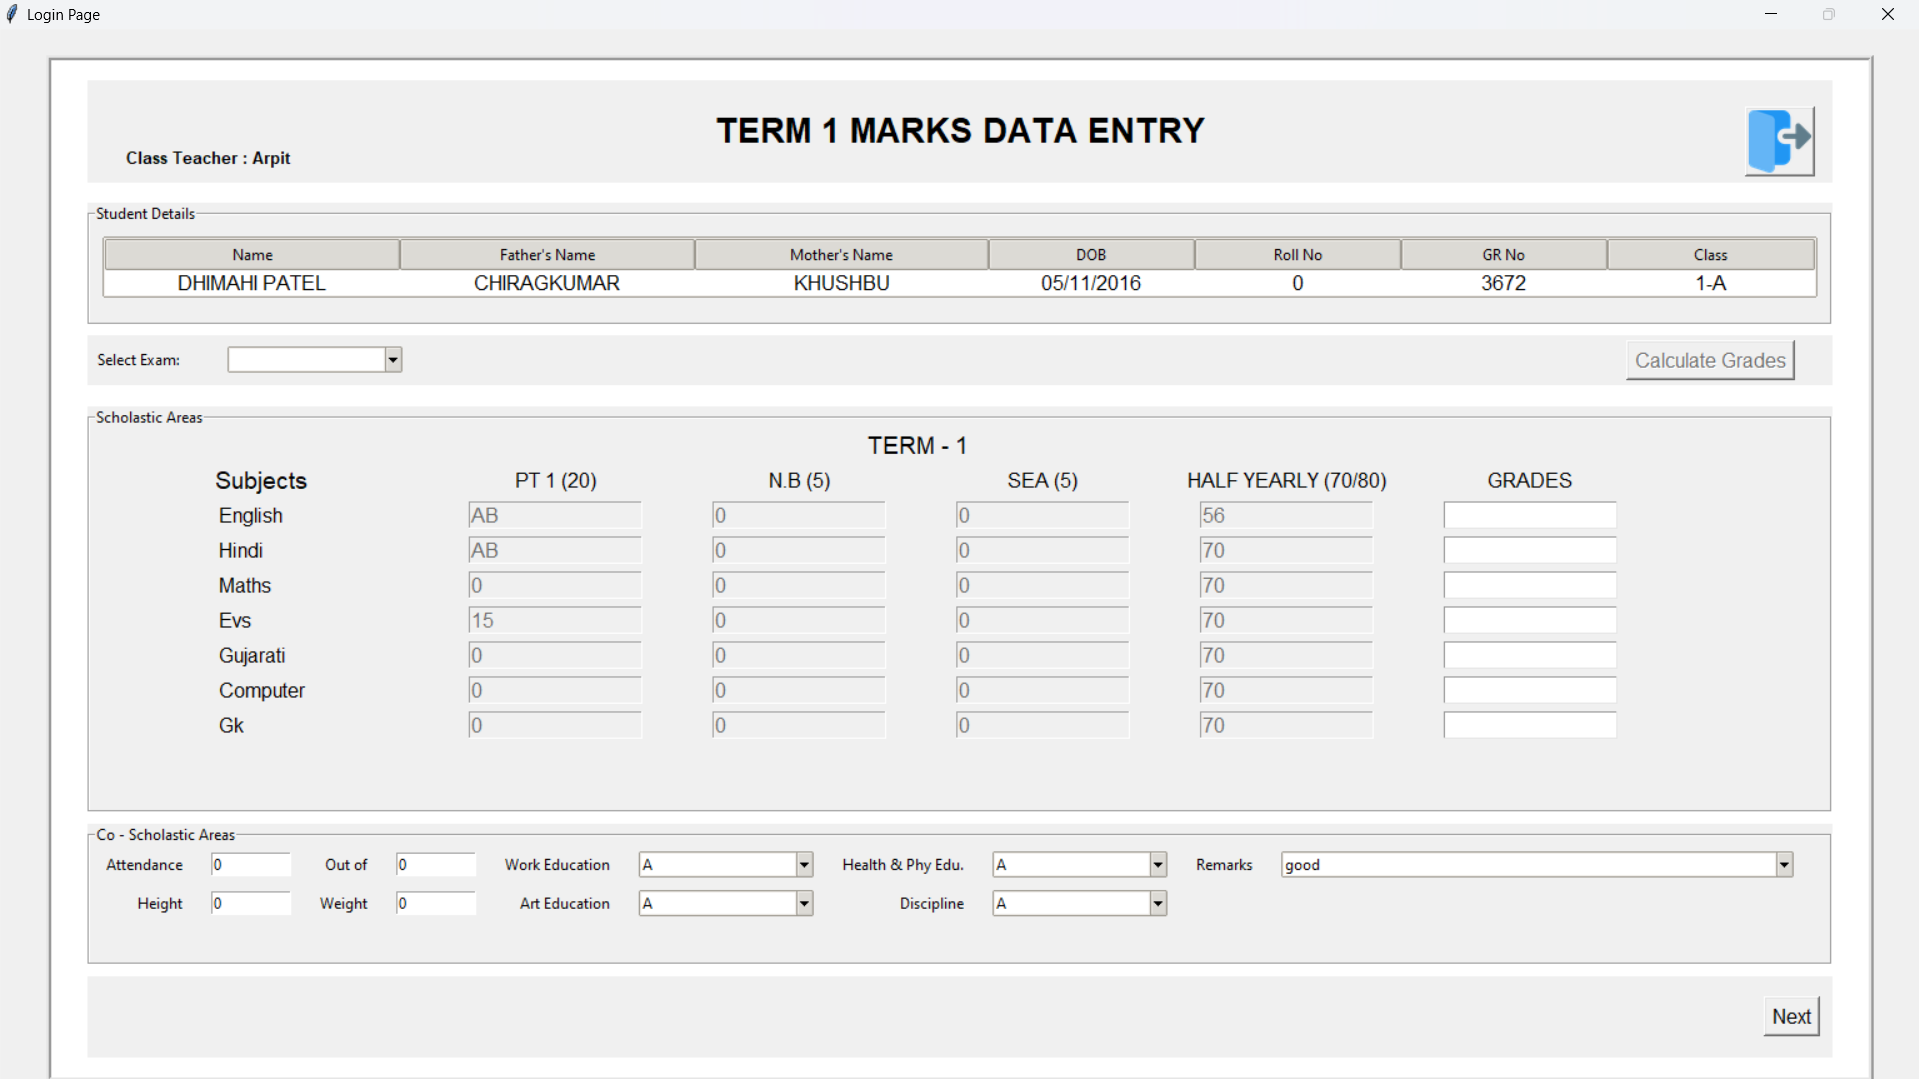 Login Page
TERM 1 MARKS DATA ENTRY
Class Teacher : Arpit
Student Details
Name Father's Name Mother's Name DOB Roll No GR No Class
DHIMAHI PATEL CHIRAGKUMAR KHUSHBU 05/11/2016 0 3672 1-A
Select Exam: Calculate Grades
Scholastic Areas
TERM - 1
Subjects PT 1 (20) N.B (5) SEA (5) HALF YEARLY (70/80) GRADES
English AB 0 0 56
Hindi AB 0 0 70
Maths 0 0 0 70
Evs 15 0 0 70
Gujarati 0 0 0 70
Computer 0 0 0 70
Gk 0 0 0 70
Co - Scholastic Areas
Attendance 0 Out of 0 Work Education A Health & Phy Edu. A Remarks good
Height 0 Weight 0 Art Education A Discipline A
Next